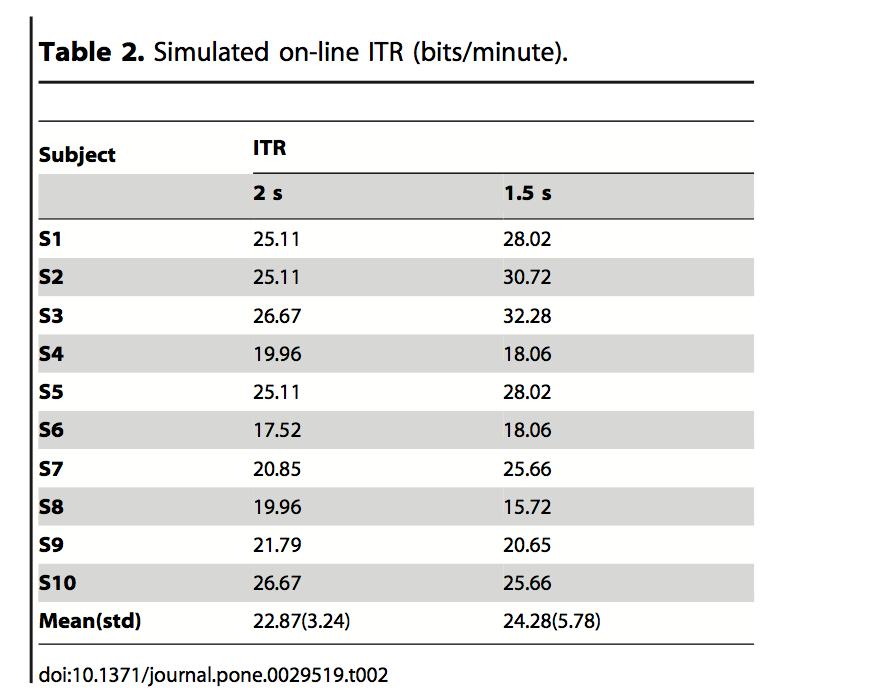 Table 2. Simulated on-line ITR (bits/minute).
Subject ITR
2 s 1.5 s
S1 25.11 28.02
S2 25.11 30.72
S3 26.67 32.28
S4 19.96 18.06
S5 25.11 28.02
S6 17.52 18.06
S7 20.85 25.66
S8 19.96 15.72
S9 21.79 20.65
S10 26.67 25.66
Mean(std) 22.87(3.24) 24.28(5.78)
doi:10.1371/journal.pone.0029519.t002